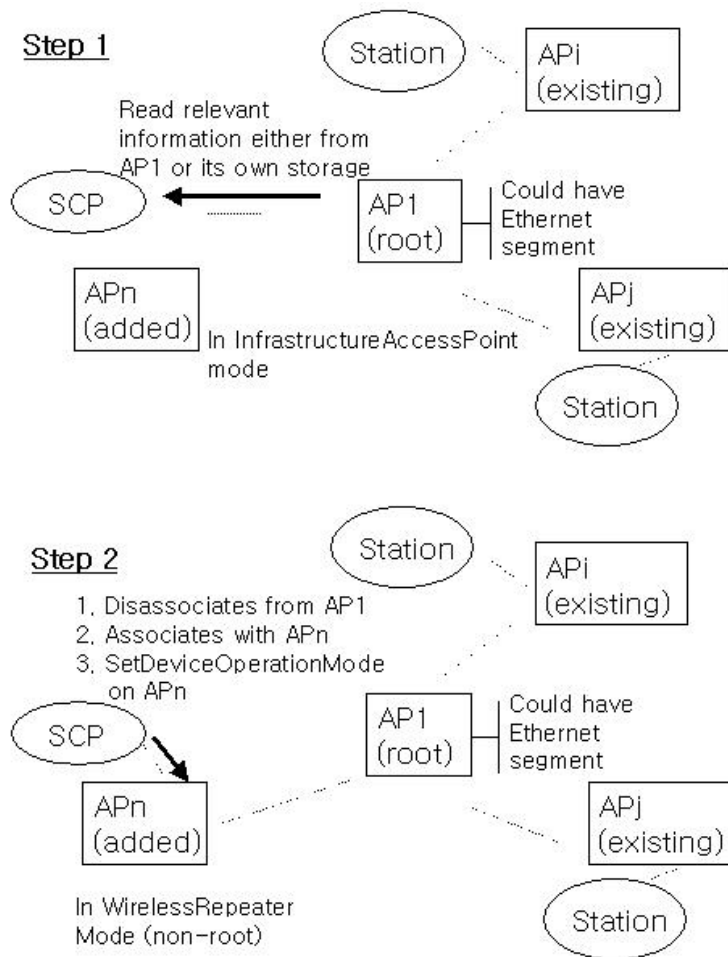 Step 1
Station
APi
(existing)
Read relevant
information either from
AP1 or its own storage
SCP
AP1
(root)
Could have
Ethernet
segment
APn
(added)
In InfrastructureAccessPoint
mode
APj
(existing)
Station
Step 2
Station
APi
(existing)
1, Disassociates from AP1
2, Associates with APn
3, SetDeviceOperationMode
on APn
SCP
AP1
(root)
Could have
Ethernet
segment
APn
(added)
APj
(existing)
In WirelessRepeater
Mode (non-root)
Station